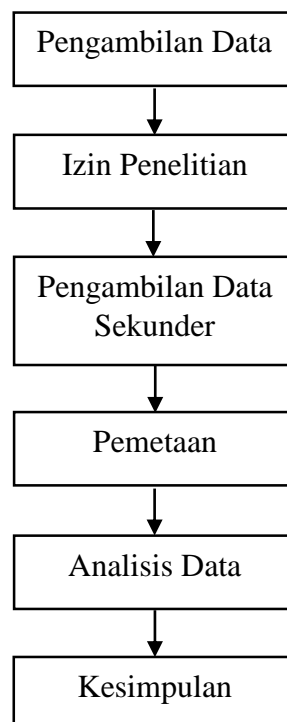 Pengambilan Data
Izin Penelitian
Pengambilan Data
Sekunder
Pemetaan
Analisis Data
Kesimpulan